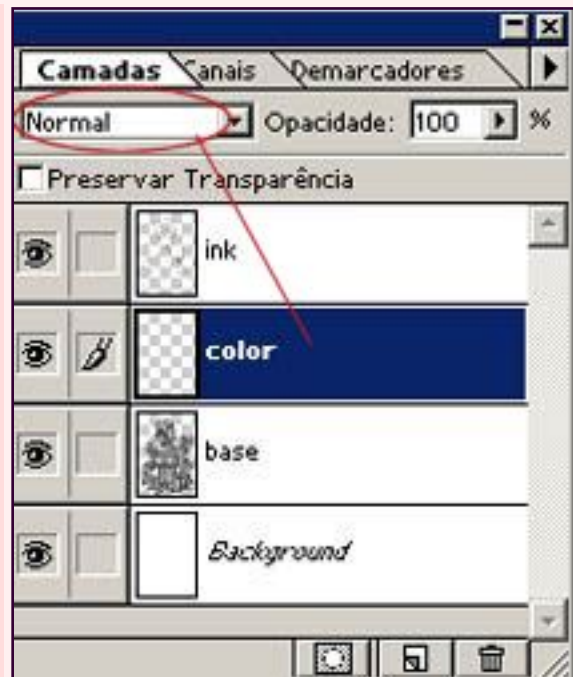 Camadas Canais Demarcadores
Normal Opacidade: 100 %
Preservar Transparência
ink
color
base
Background